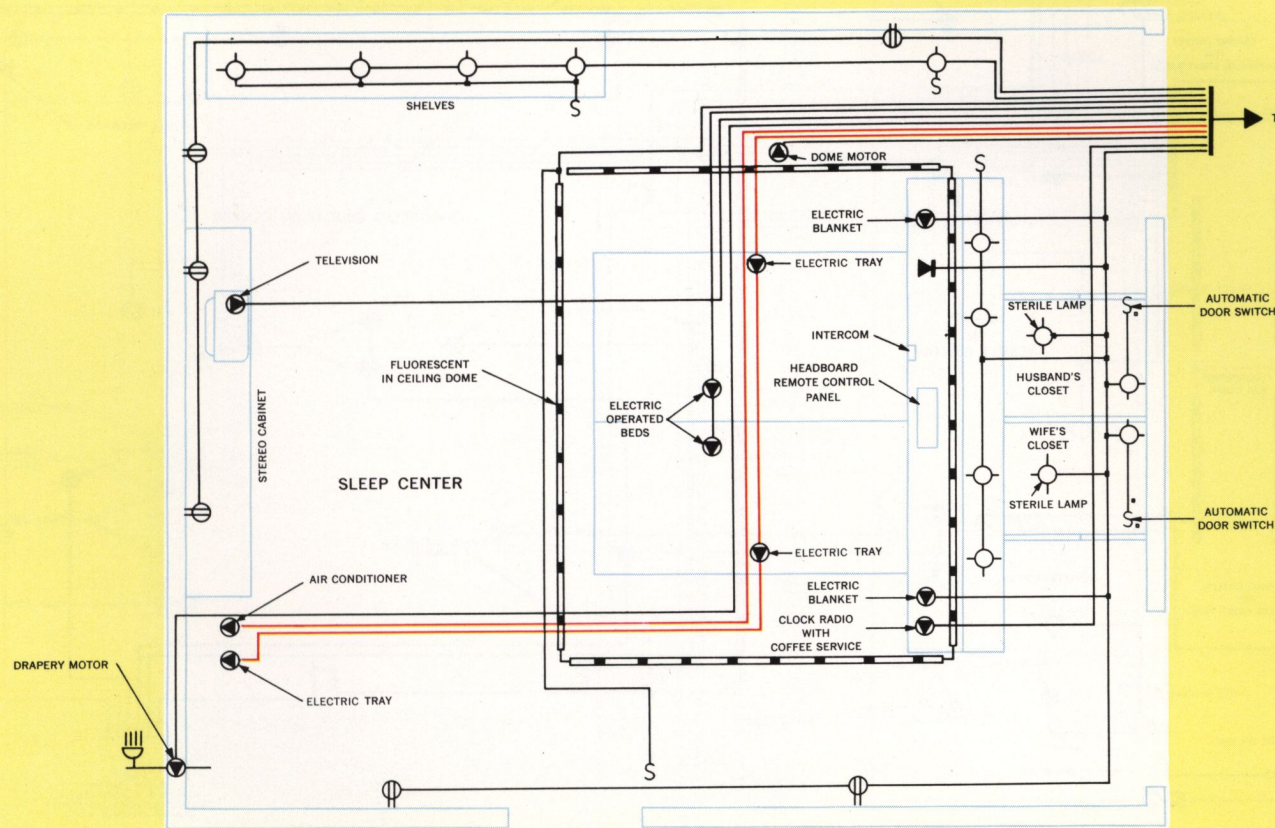 SHELVES
T
DOME MOTOR
ELECTRIC
BLANKET
TELEVISION
ELECTRIC TRAY
STERILE LAMP
AUTOMATIC
DOOR SWITCH
INTERCOM
FLUORESCENT
IN CEILING DOME
HEADBOARD
REMOTE CONTROL
PANEL
HUSBAND'S
CLOSET
ELECTRIC
OPERATED
BEDS
STEREO CABINET
WIFE'S
CLOSET
SLEEP CENTER
STERILE LAMP
AUTOMATIC
DOOR SWITCH
ELECTRIC TRAY
AIR CONDITIONER
ELECTRIC
BLANKET
CLOCK RADIO
WITH
COFFEE SERVICE
DRAPERY MOTOR
ELECTRIC TRAY
S
S
S
S
S
S